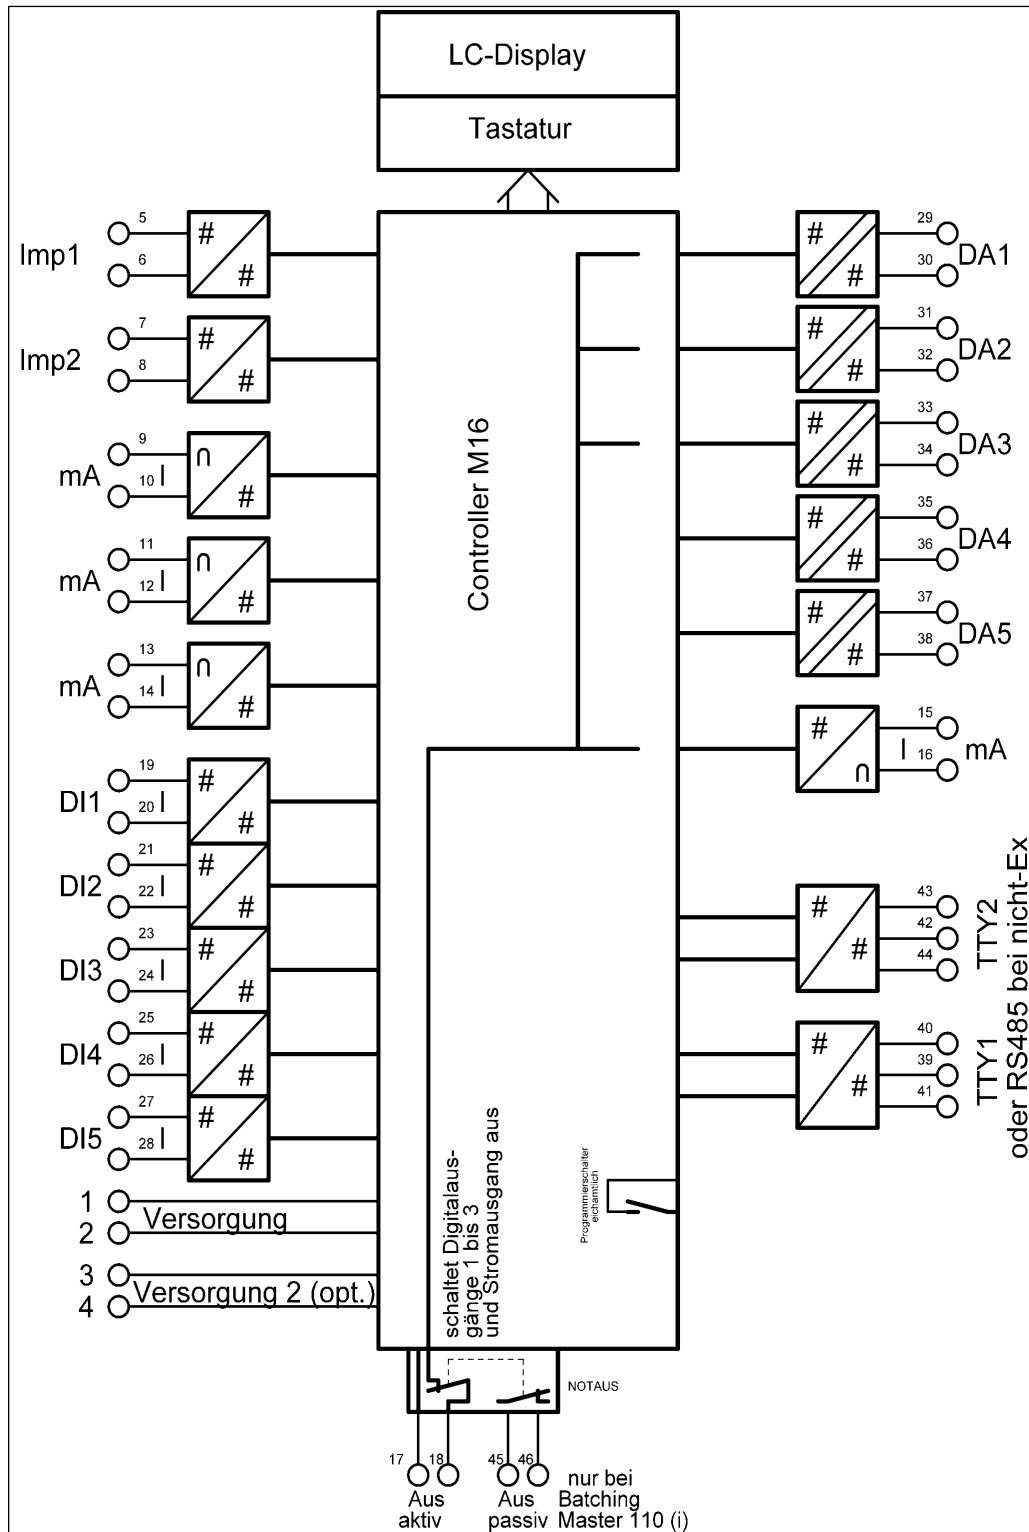 LC-Display
Tastatur
Controller M16
5
Imp1
6
#
#
7
Imp2
8
#
#
9
mA
10 I
n
#
11
mA
12 I
n
#
13
mA
14 I
n
#
19
DI1
20 I
#
#
21
DI2
22 I
#
#
23
DI3
24 I
#
#
25
DI4
26 I
#
#
27
DI5
28 I
#
#
1
Versorgung
2
3
Versorgung 2 (opt.)
4
29
DA1
30
#
#
31
DA2
32
#
#
33
DA3
34
#
#
35
DA4
36
#
#
37
DA5
38
#
#
15
I 16
mA
#
n
43
42
44
#
#
TTY2
40
39
41
#
#
TTY1
oder RS485 bei nicht-Ex
schaltet Digitalaus-
gänge 1 bis 3
und Stromausgang aus
Programmierschalter
eichamtlich
NOTAUS
17
18
45
46
Aus
aktiv
Aus
passiv
nur bei
Batching
Master 110 (i)